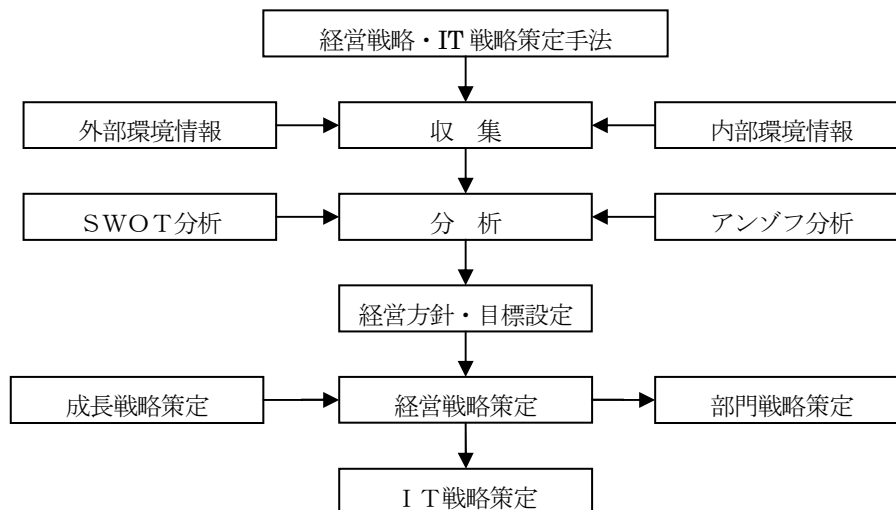 経営戦略・IT 戦略策定手法
外部環境情報
収　集
内部環境情報
ＳＷＯＴ分析
分　析
アンゾフ分析
経営方針・目標設定
成長戦略策定
経営戦略策定
部門戦略策定
ＩＴ戦略策定